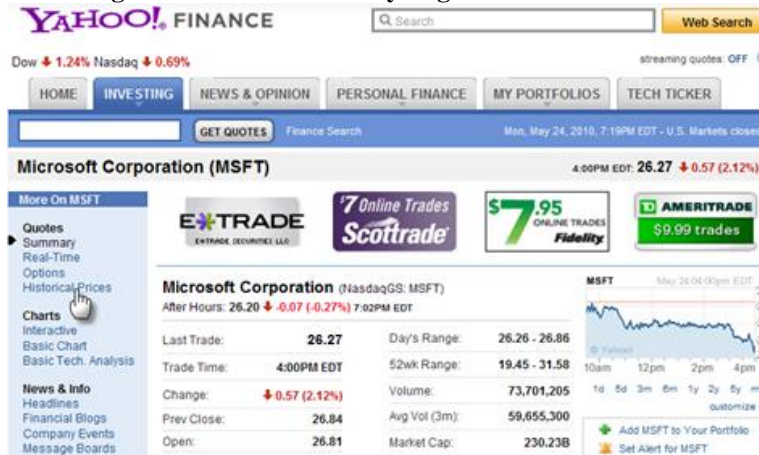 YAHOO! FINANCE
Search
Web Search
Dow 1.24% Nasdaq 0.69%
streaming quotes: OFF
HOME INVESTING NEWS & OPINION PERSONAL FINANCE MY PORTFOLIOS TECH TICKER
GET QUOTES Finance Search Mon, May 24, 2010, 7:19PM EDT - U.S. Markets closed
Microsoft Corporation (MSFT) 4:00PM EDT: 26.27 0.57 (2.12%)
More On MSFT
Quotes
Summary
Real-Time
Options
Historical Prices
Charts
Interactive
Basic Chart
Basic Tech. Analysis
News & Info
Headlines
Financial Blogs
Company Events
Message Boards
E*TRADE
E*TRADE SECURITIES LLC
$7 Online Trades
Scottrade
$7.95
ONLINE TRADES
Fidelity
TD AMERITRADE
$9.99 trades
Microsoft Corporation (NasdaqGS: MSFT)
After Hours: 26.20 -0.07 (-0.27%) 7:02PM EDT
Last Trade: 26.27
Trade Time: 4:00PM EDT
Change: 0.57 (2.12%)
Prev Close: 26.84
Open: 26.81
Day's Range: 26.26 - 26.86
52wk Range: 19.45 - 31.58
Volume: 73,701,205
Avg Vol (3m): 59,655,300
Market Cap: 230.23B
MSFT May 24 04:00pm EDT
© Yahoo!
10am 12pm 2pm 4pm
1d 5d 3m 6m 1y 2y 5y
customize
Add MSFT to Your Portfolio
Set Alert for MSFT